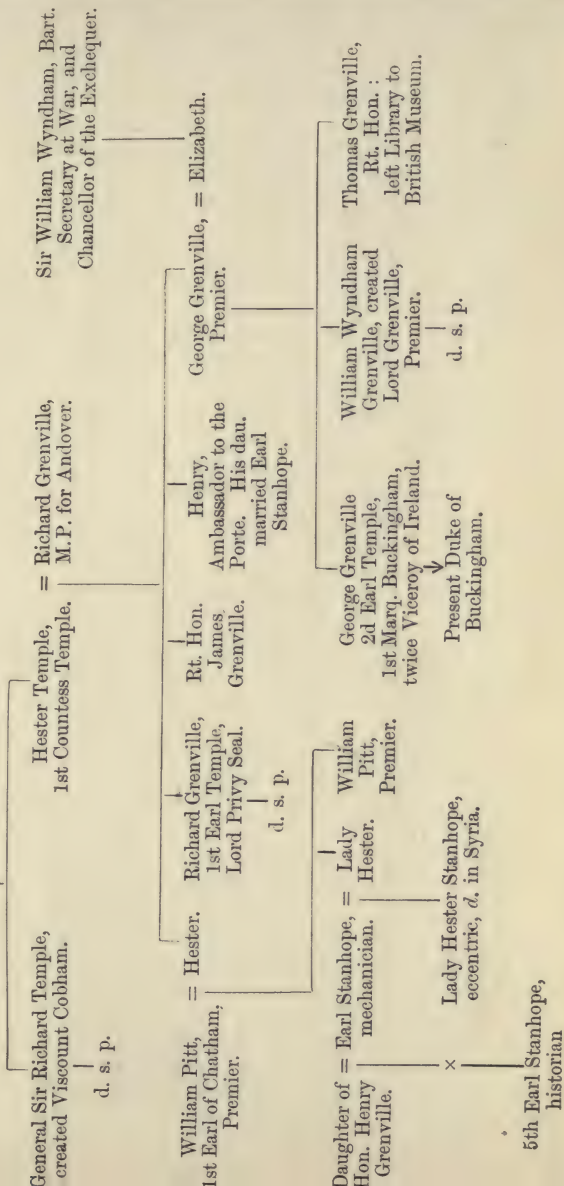 General Sir Richard Temple,
created Viscount Cobham.
d. s. p.
Hester Temple,
1st Countess Temple.
= Richard Grenville,
M.P. for Andover.
Sir William Wyndham, Bart.
Secretary at War, and
Chancellor of the Exchequer.
William Pitt,
1st Earl of Chatham,
Premier.
= Hester.
Richard Grenville,
1st Earl Temple,
Lord Privy Seal.
d. s. p.
Rt. Hon.
James
Grenville.
Henry,
Ambassador to the
Porte. His dau.
married Earl
Stanhope.
George Grenville,
Premier.
= Elizabeth.
Daughter of
Hon. Henry
Grenville.
= Earl Stanhope,
mechanician.
= Lady
Hester.
William
Pitt,
Premier.
George Grenville
2d Earl Temple,
1st Marq. Buckingham,
twice Viceroy of Ireland.
Present Duke of
Buckingham.
William Wyndham
Grenville, created
Lord Grenville,
Premier.
d. s. p.
Thomas Grenville,
Rt. Hon. :
left Library to
British Museum.
×
Lady Hester Stanhope,
eccentric, d. in Syria.
5th Earl Stanhope,
historian